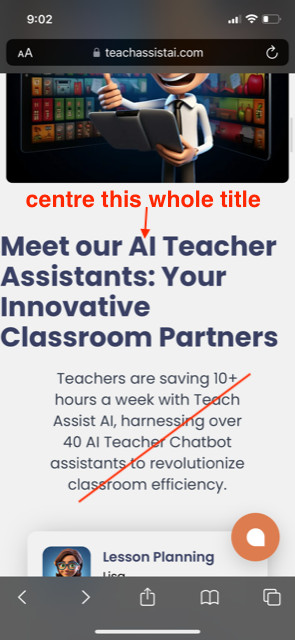 9:02
AA teachassistai.com
centre this whole title
Meet our AI Teacher
Assistants: Your
Innovative
Classroom Partners
Teachers are saving 10+
hours a week with Teach
Assist AI, harnessing over
40 AI Teacher Chatbot
assistants to revolutionize
classroom efficiency.
Lesson Planning
Lisa